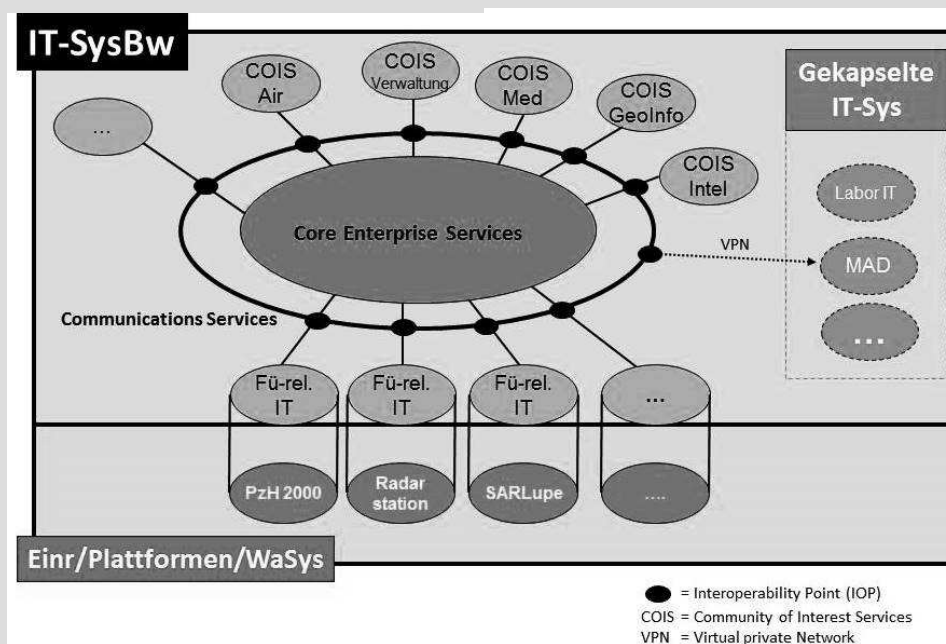 IT-SysBw
COIS
Air
COIS
Verwaltung
COIS
Med
COIS
GeoInfo
COIS
Intel
...
Core Enterprise Services
Communications Services
VPN
Gekapselte
IT-Sys
Labor IT
MAD
...
Fü-rel.
IT
Fü-rel.
IT
Fü-rel.
IT
...
PzH 2000
Radar
station
SARLupe
....
Einr/Plattformen/WaSys
= Interoperability Point (IOP)
COIS = Community of Interest Services
VPN = Virtual private Network